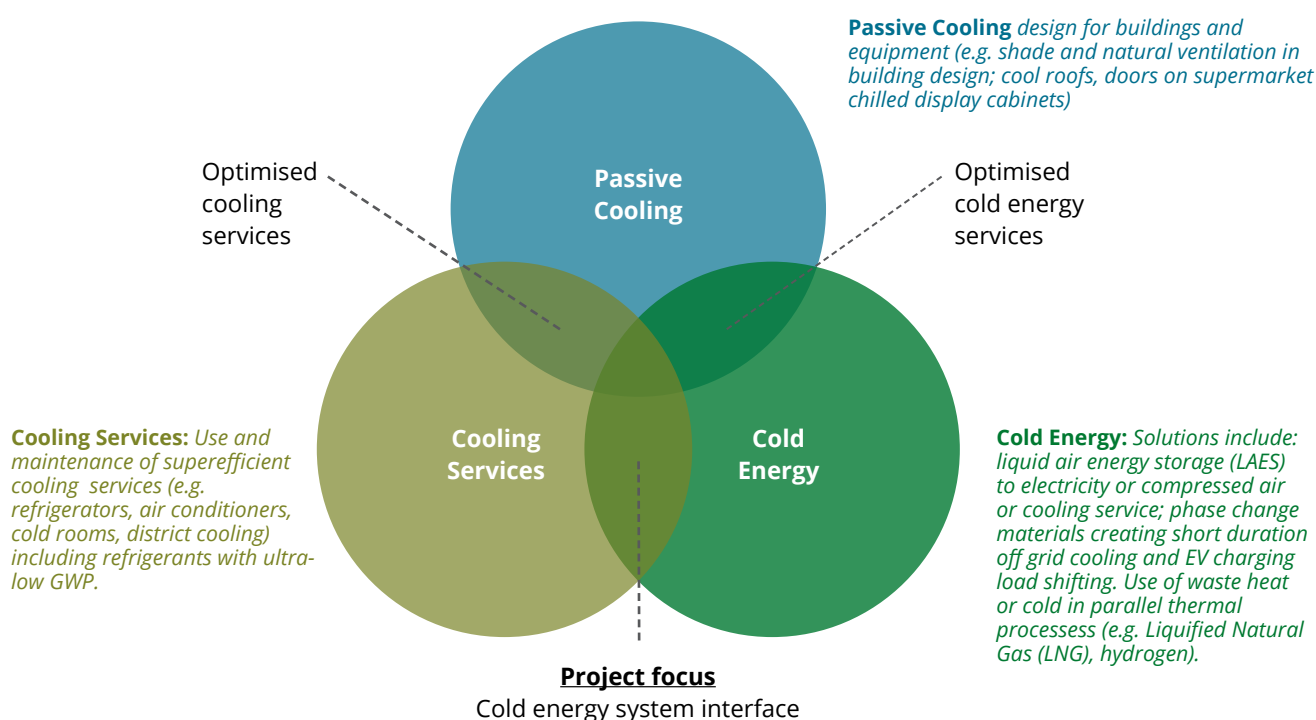 Passive Cooling design for buildings and
equipment (e.g. shade and natural ventilation in
building design; cool roofs, doors on supermarket
chilled display cabinets)
Optimised
cooling
services
Passive
Cooling
Optimised
cold energy
services
Cooling Services: Use and
maintenance of superefficient
cooling services (e.g.
refrigerators, air conditioners,
cold rooms, district cooling)
including refrigerants with ultra-
low GWP.
Cooling
Services
Cold
Energy
Cold Energy: Solutions include:
liquid air energy storage (LAES)
to electricity or compressed air
or cooling service; phase change
materials creating short duration
off grid cooling and EV charging
load shifting. Use of waste heat
or cold in parallel thermal
processess (e.g. Liquified Natural
Gas (LNG), hydrogen).
Project focus
Cold energy system interface